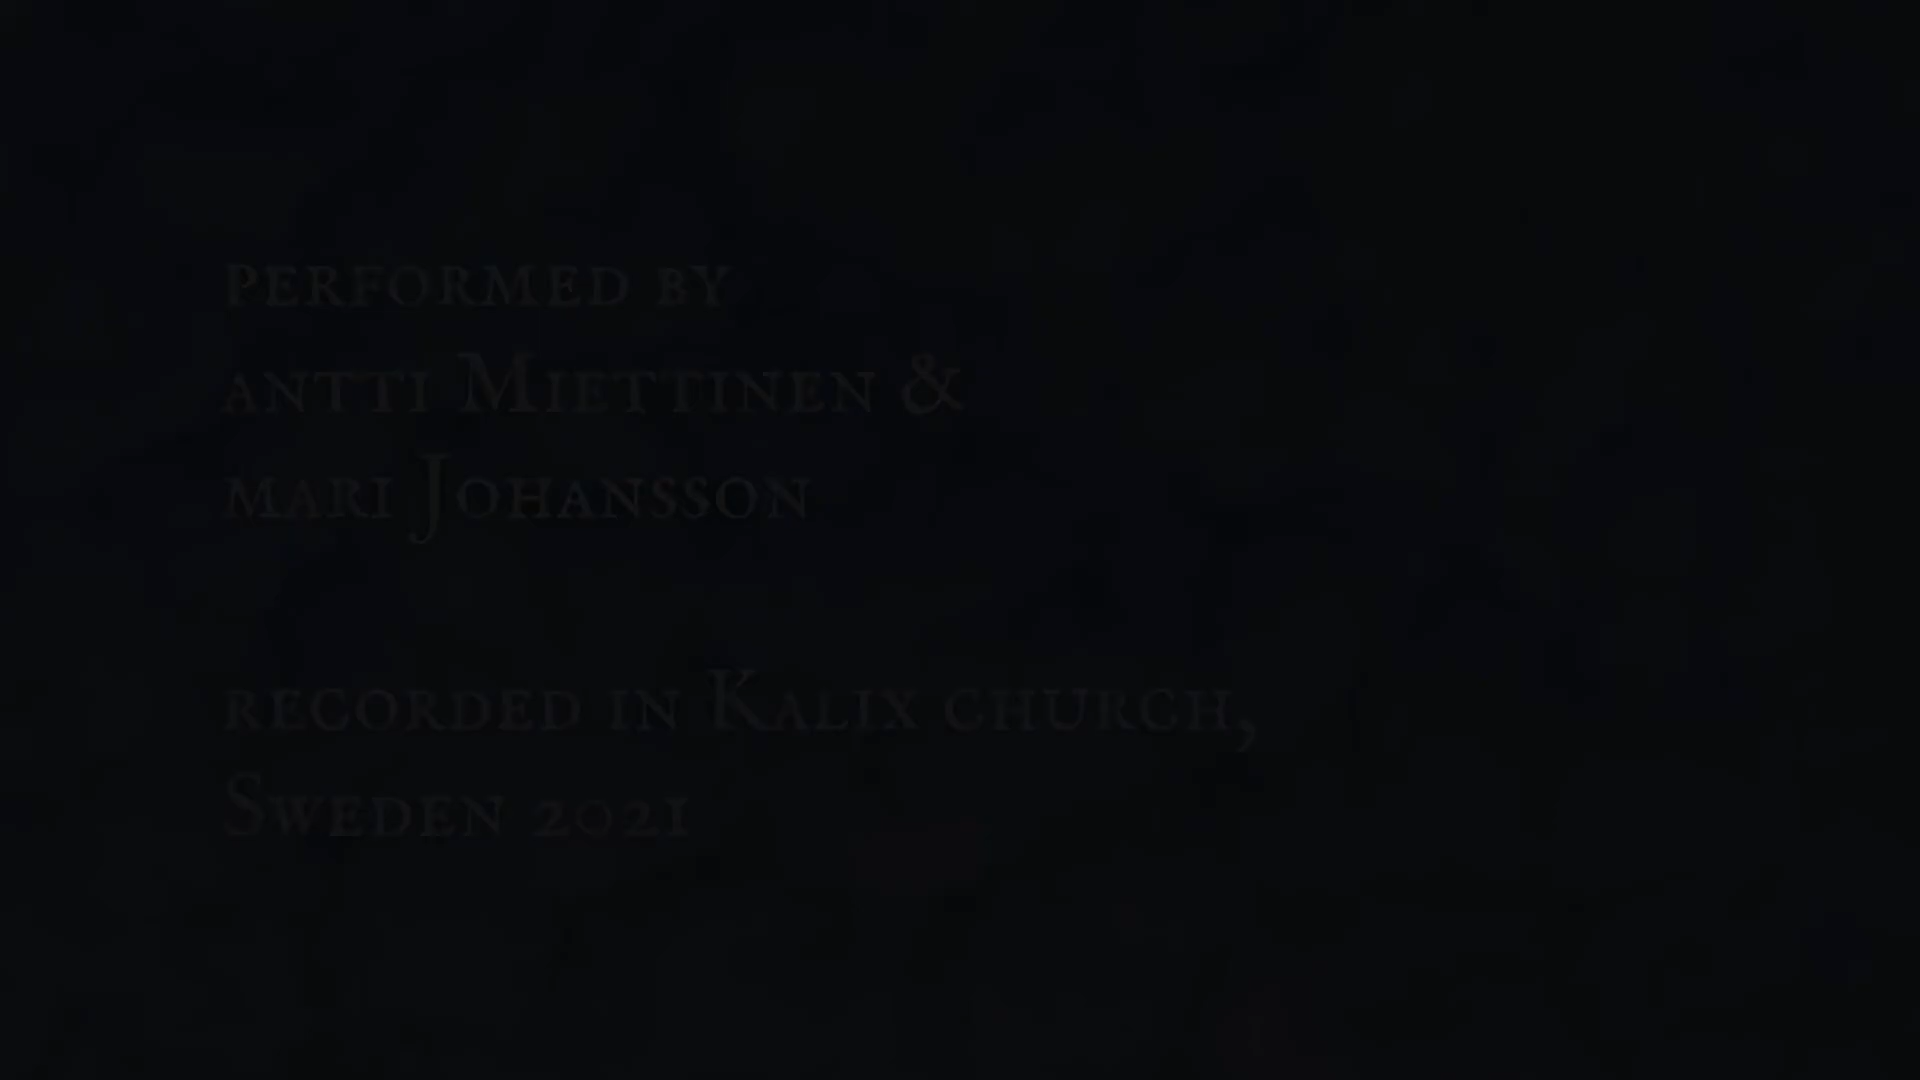 performed by
antti Miettinen &
mari Johansson
recorded in Kalix church,
Sweden 2021